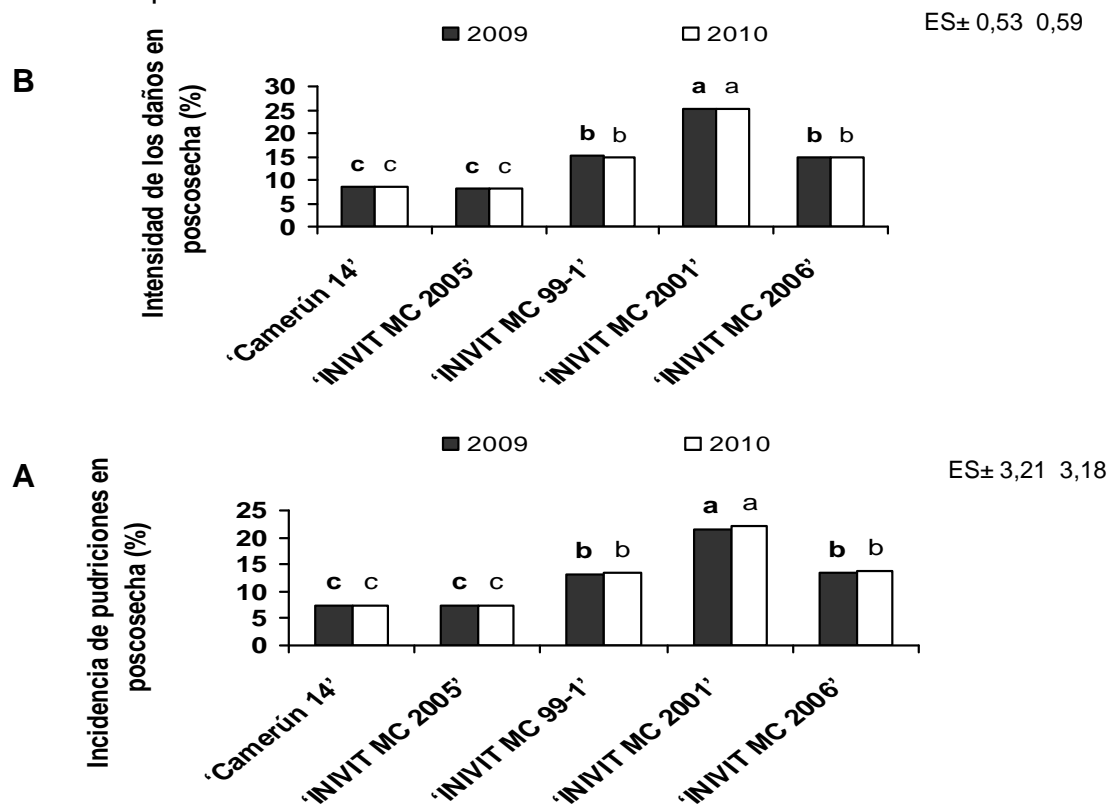 ES± 0,53 0,59
2009 2010
B
Intensidad de los daños en
poscosecha (%)
30
25
20
15
10
5
0
c c c c b b a a b b
‘Camerún 14’
‘INIVIT MC 2005’
‘INIVIT MC 99-1’
‘INIVIT MC 2001’
‘INIVIT MC 2006’
2009 2010
ES± 3,21 3,18
A
Incidencia de pudriciones en
poscosecha (%)
25
20
15
10
5
0
c c c c b b a a b b
‘Camerún 14’
‘INIVIT MC 2005’
‘INIVIT MC 99-1’
‘INIVIT MC 2001’
‘INIVIT MC 2006’